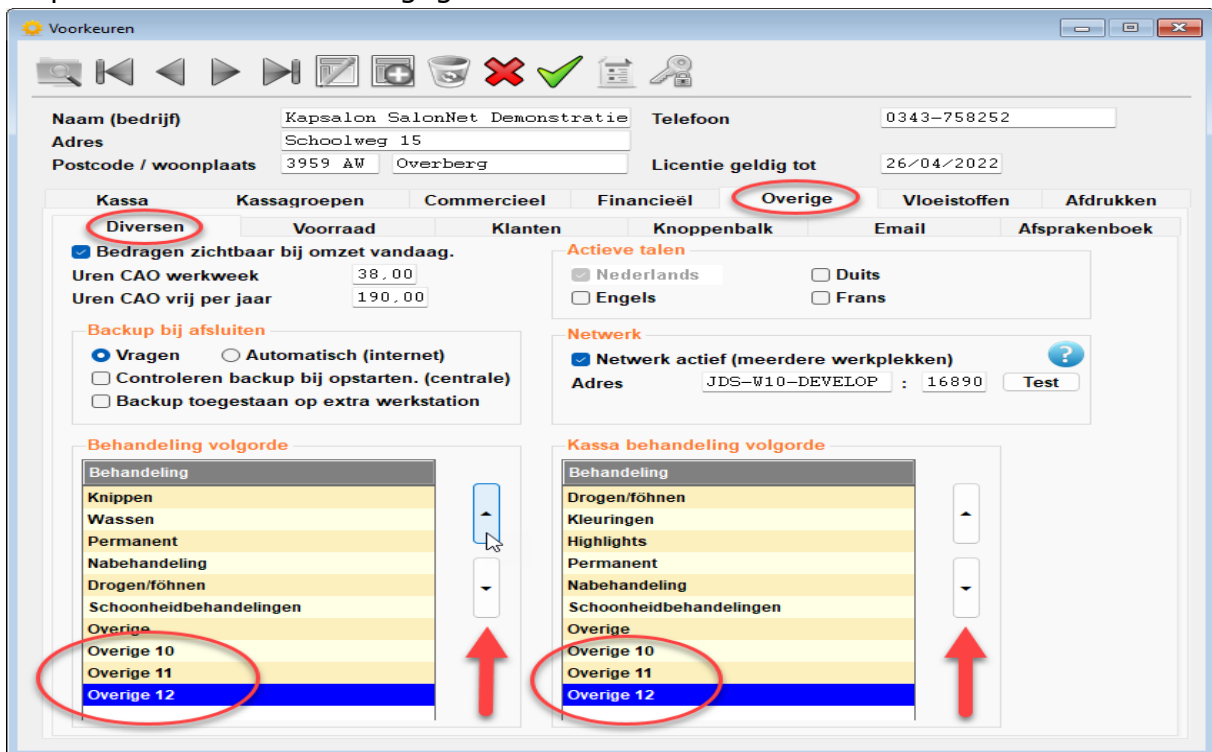 Voorkeuren
Naam (bedrijf) Kapsalon SalonNet Demonstratie Telefoon 0343-758252
Adres Schoolweg 15
Postcode / woonplaats 3959 AW Overberg Licentie geldig tot 26/04/2022
Kassa Kassagroepen Commercieel Financieël Overige Vloeistoffen Afdrukken
Diversen Voorraad Klanten Knoppenbalk Email Afsprakenboek
Bedragen zichtbaar bij omzet vandaag.
Uren CAO werkweek 38,00
Uren CAO vrij per jaar 190,00
Actieve talen
Nederlands Duits
Engels Frans
Backup bij afsluiten
Vragen Automatisch (internet)
Controleren backup bij opstarten. (centrale)
Backup toegestaan op extra werkstation
Netwerk
Netwerk actief (meerdere werkplekken) ?
Adres JDS-W10-DEVELOP : 16890 Test
Behandeling volgorde
Behandeling
Knippen
Wassen
Permanent
Nabehandeling
Drogen/föhnen
Schoonheidbehandelingen
Overige
Overige 10
Overige 11
Overige 12
Kassa behandeling volgorde
Behandeling
Drogen/föhnen
Kleuringen
Highlights
Permanent
Nabehandeling
Schoonheidbehandelingen
Overige
Overige 10
Overige 11
Overige 12